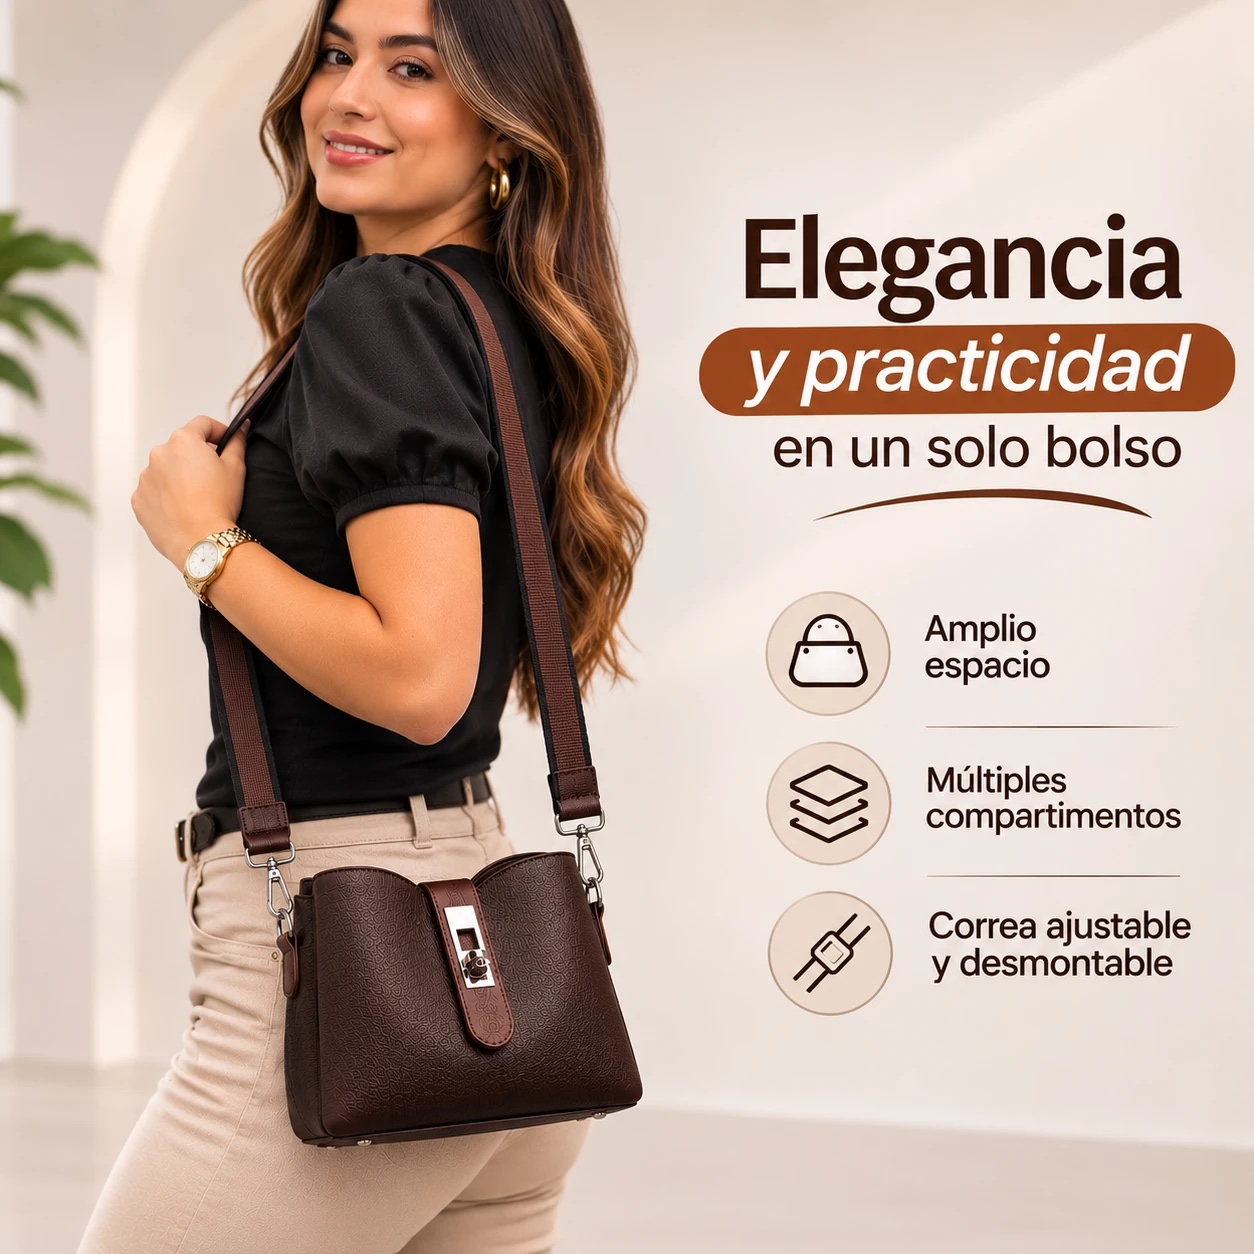 Elegancia
y practicidad
en un solo bolso
Amplio
espacio
Múltiples
compartimentos
Correa ajustable
y desmontable